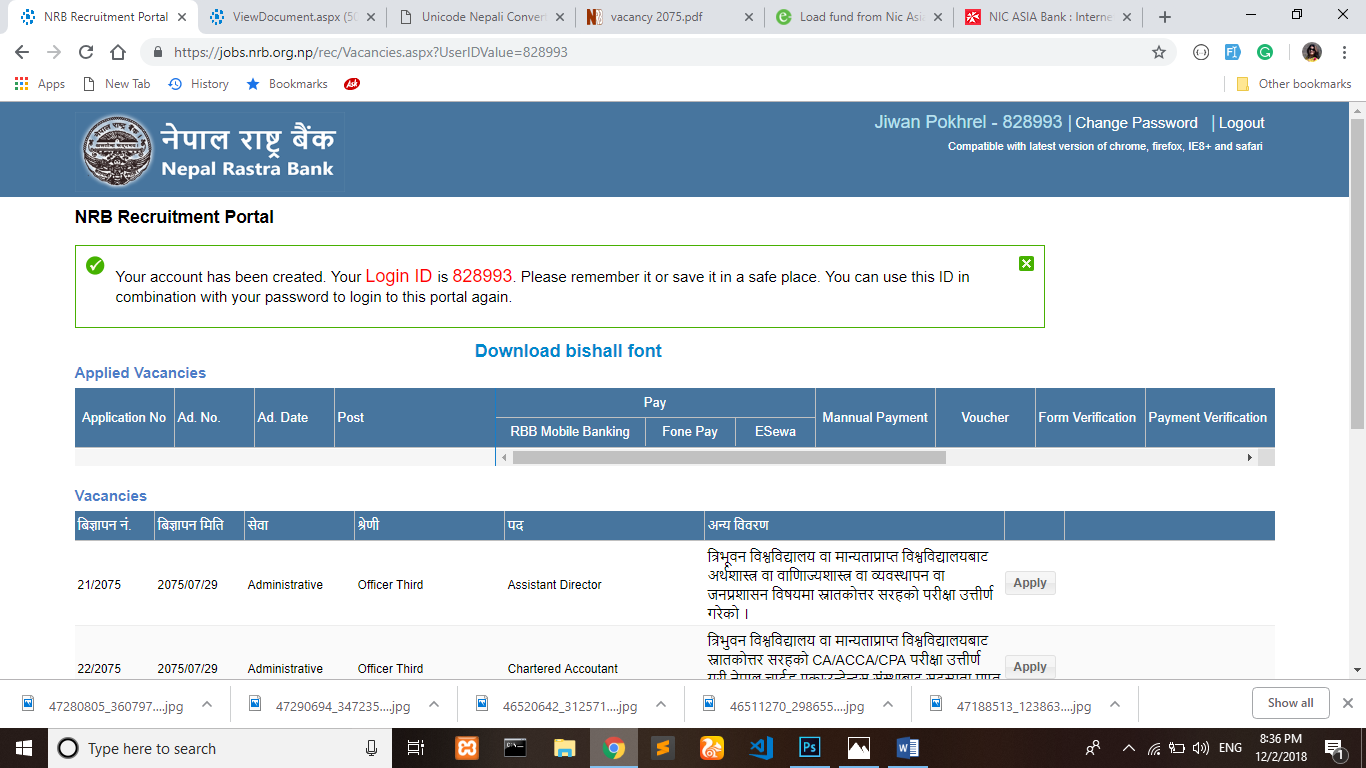 NRB Recruitment Portal
ViewDocument.aspx (50
Unicode Nepali Conver
vacancy 2075.pdf
Load fund from Nic Asi
NIC ASIA Bank : Interne
https://jobs.nrb.org.np/rec/Vacancies.aspx?UserIDValue=828993
Apps New Tab History Bookmarks Ask Other bookmarks
नेपाल राष्ट्र बैंक
Nepal Rastra Bank
Jiwan Pokhrel - 828993 | Change Password | Logout
Compatible with latest version of chrome, firefox, IE8+ and safari
NRB Recruitment Portal
Your account has been created. Your Login ID is 828993. Please remember it or save it in a safe place. You can use this ID in
combination with your password to login to this portal again.
Download bishall font
Applied Vacancies
Pay
Application No Ad. No. Ad. Date Post Mannual Payment Voucher Form Verification Payment Verification
RBB Mobile Banking Fone Pay ESewa
Vacancies
बिज्ञापन नं. बिज्ञापन मिति सेवा श्रेणी पद अन्य विवरण
त्रिभूवन विश्वविद्यालय वा मान्यताप्राप्त विश्वविद्यालयबाट
अर्थशास्त्र वा वाणिाज्यशास्त्र वा व्यवस्थापन वा
21/2075 2075/07/29 Administrative Officer Third Assistant Director Apply
जनप्रशासन विषयमा स्नातकोत्तर सरहको परीक्षा उत्तीर्ण
गरेको ।
त्रिभुवन विश्वविद्यालय वा मान्यताप्राप्त विश्वविद्यालयबाट
स्नातकोत्तर सरहको CA/ACCA/CPA परीक्षा उत्तीर्ण
22/2075 2075/07/29 Administrative Officer Third Chartered Accoutant Apply
47280805_360797....jpg 47290694_347235....jpg 46520642_312571....jpg 46511270_298655....jpg 47188513_123863....jpg Show all
Type here to search
ENG
8:36 PM
12/2/2018
1